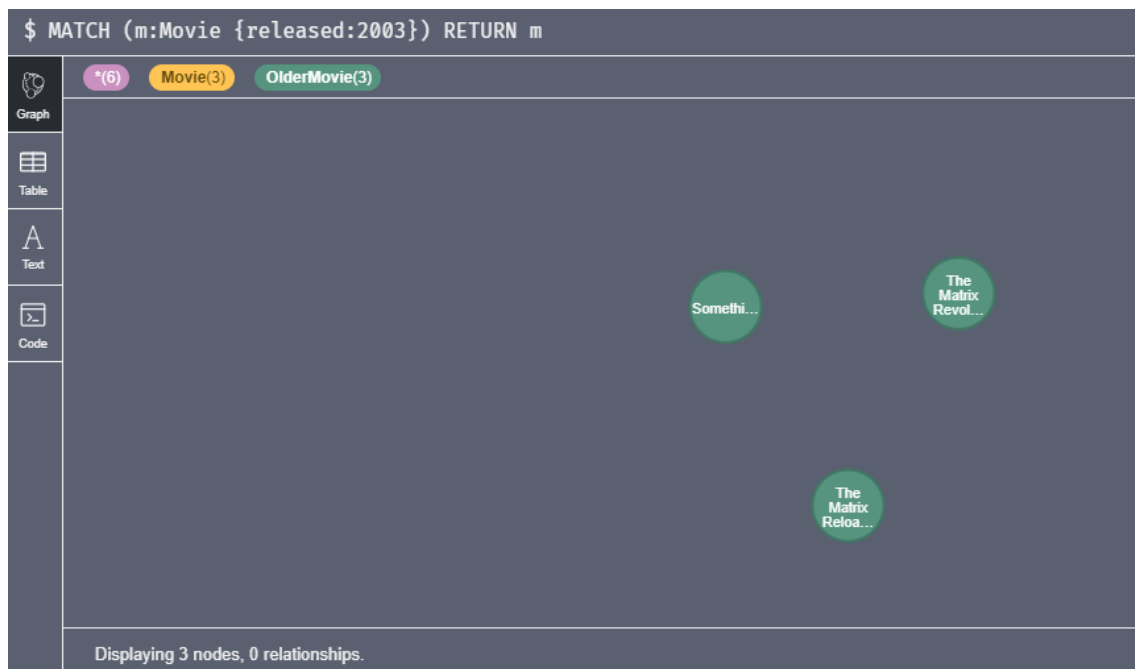 $ MATCH (m:Movie {released:2003}) RETURN m
*(6) Movie(3) OlderMovie(3)
Graph
Table
A
Text
Code
Somethi...
The
Matrix
Revol...
The
Matrix
Reloa...
Displaying 3 nodes, 0 relationships.